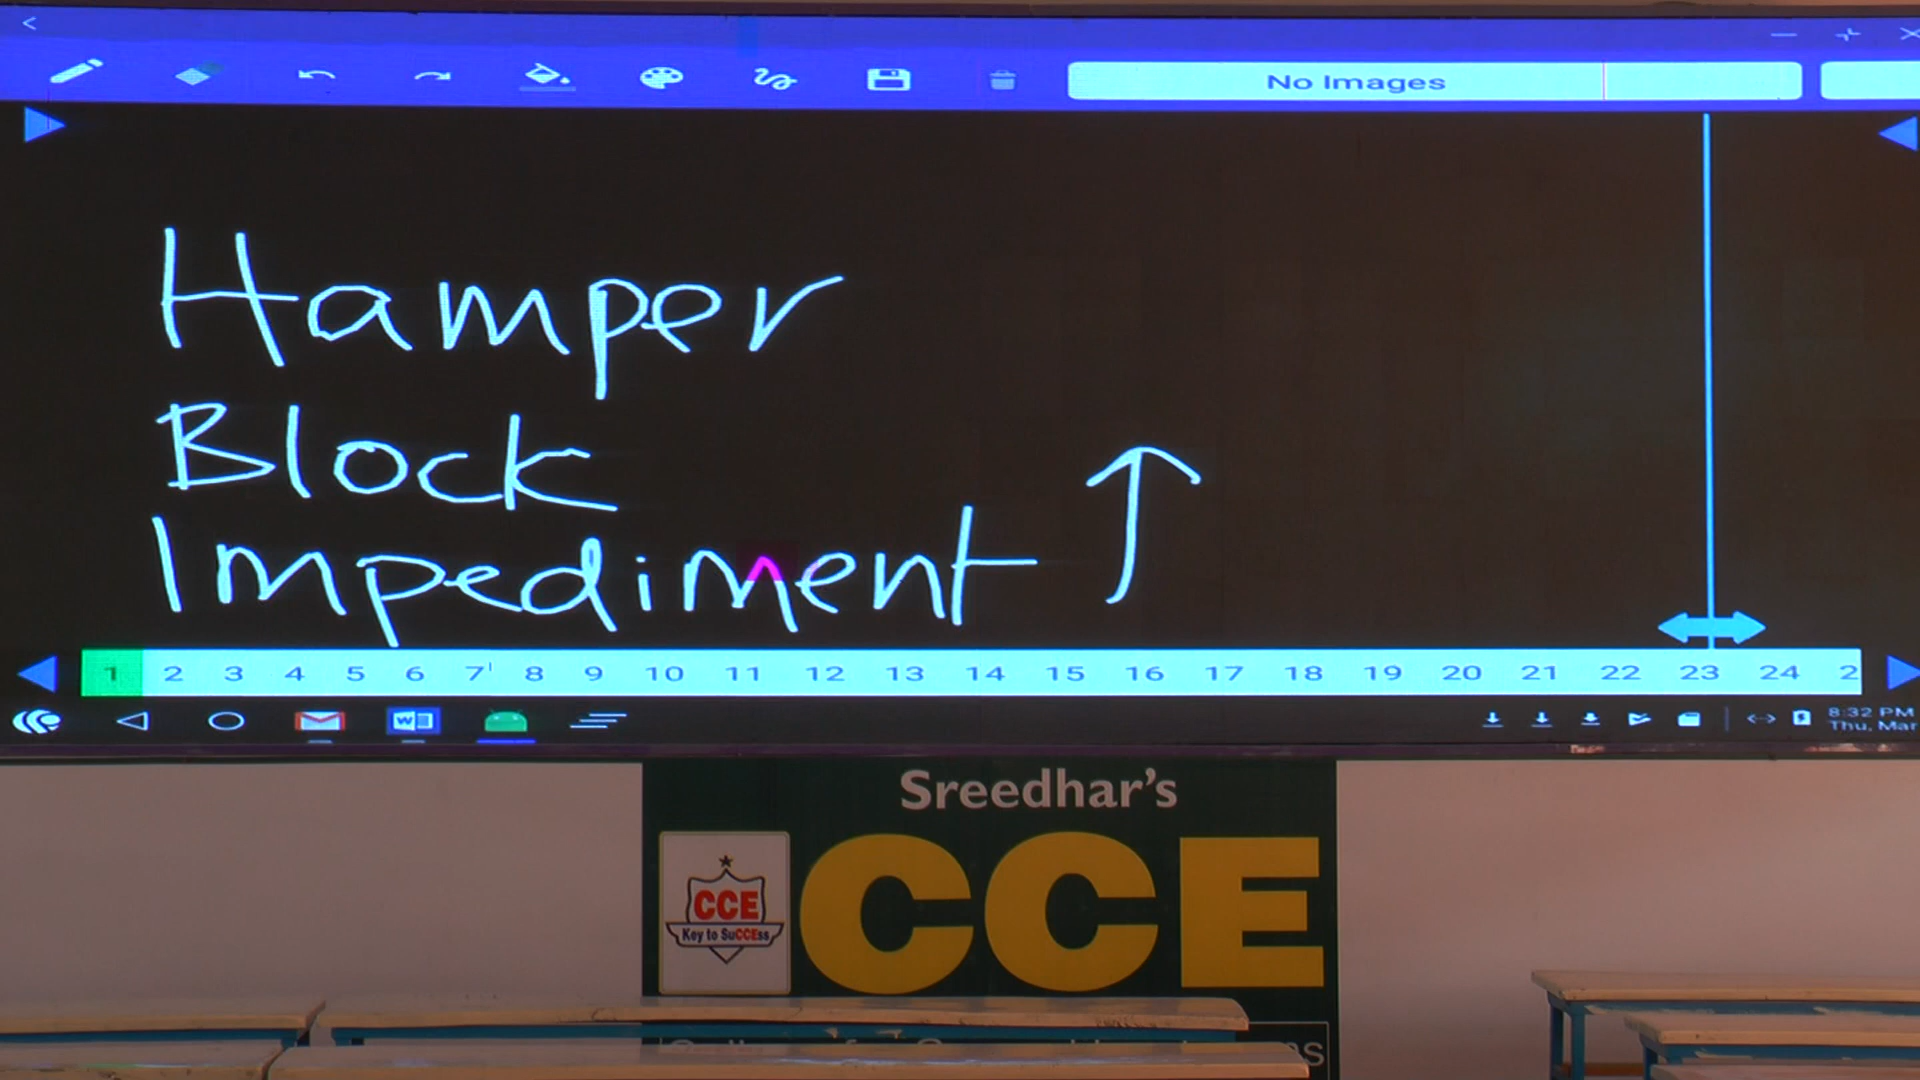 No Images
Hamper
Block
Impediment
1 2 3 4 5 6 7 8 9 10 11 12 13 14 15 16 17 18 19 20 21 22 23 24 2
8:32 PM
Thu, Mar
Sreedhar's
CCE
CCE
Key to SuCCEss